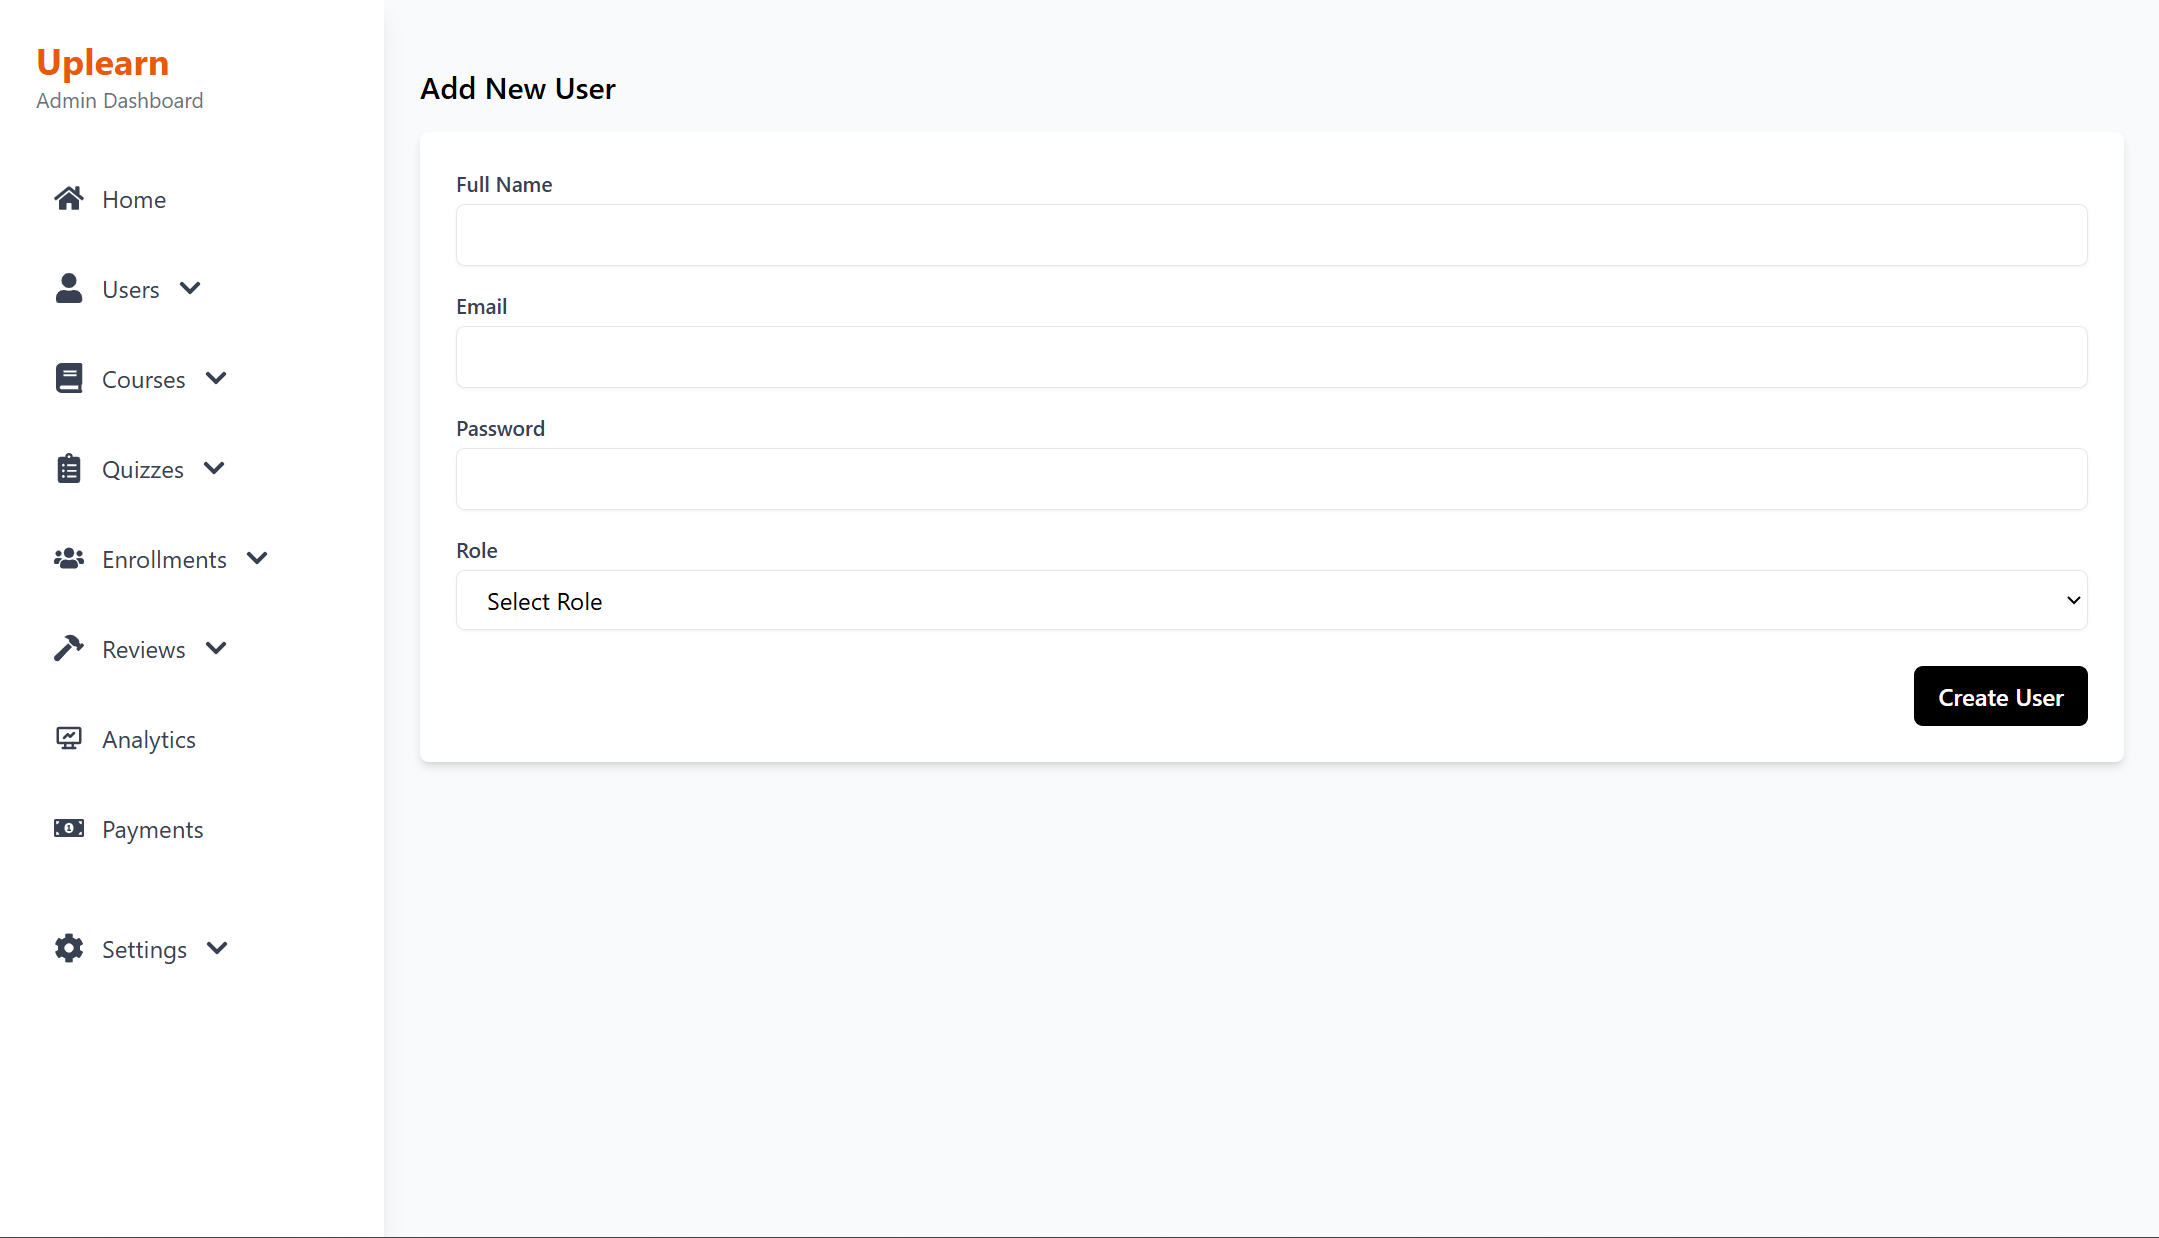 Uplearn
Admin Dashboard
Home
Users
Courses
Quizzes
Enrollments
Reviews
Analytics
Payments
Settings
Add New User
Full Name
Email
Password
Role
Select Role
Create User